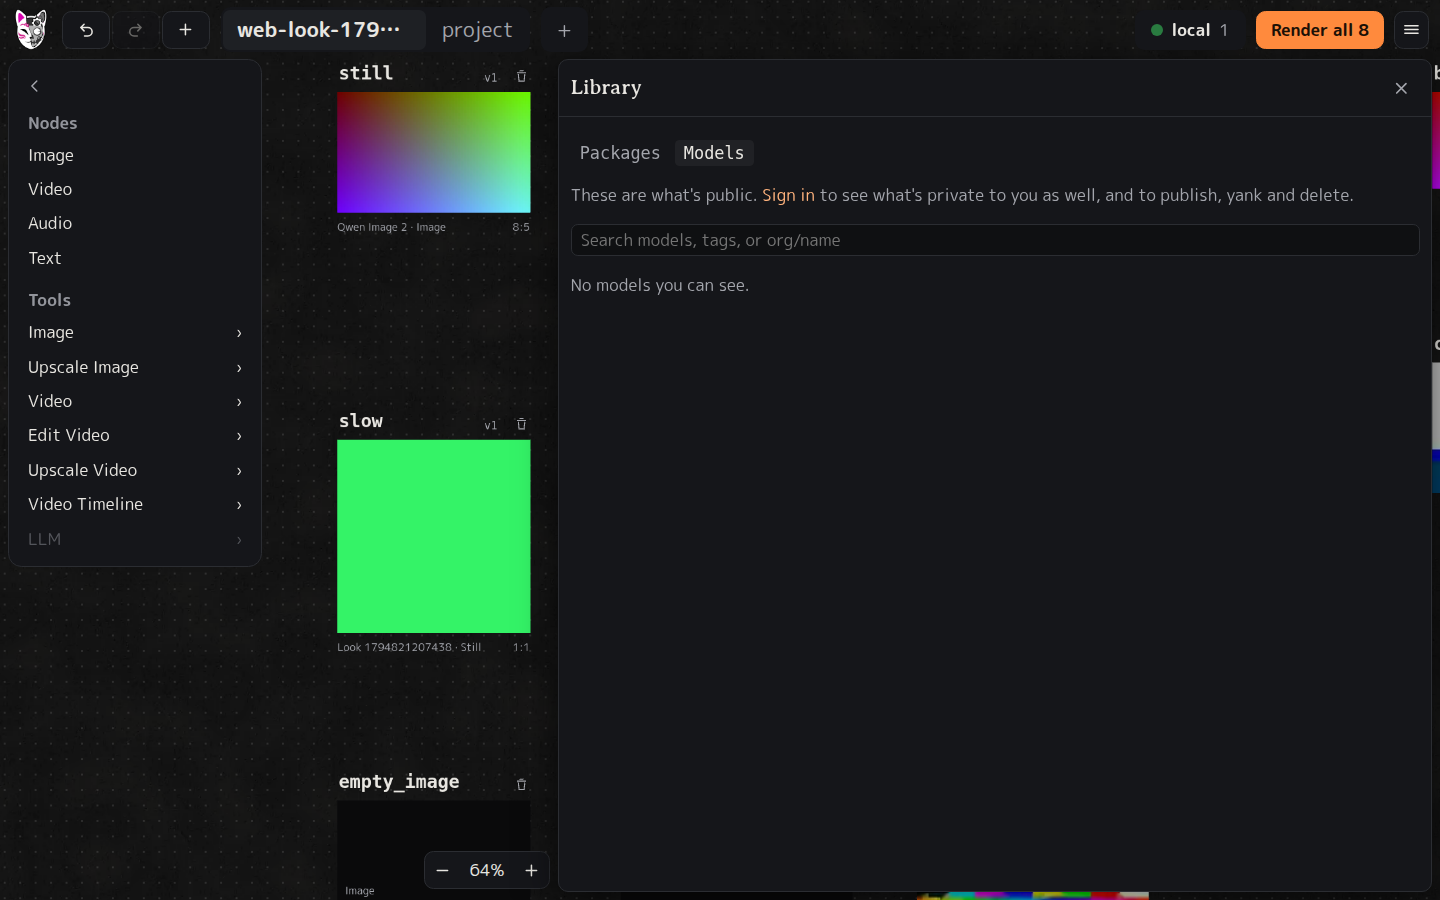 web-look-179···
project
local 1
Render all 8
Nodes
Image
Video
Audio
Text
Tools
Image
Upscale Image
Video
Edit Video
Upscale Video
Video Timeline
LLM
still
v1
Qwen Image 2 · Image
8:5
slow
v1
Look 1794821207438 · Still
1:1
empty_image
Image
64%
Library
Packages
Models
These are what's public. Sign in to see what's private to you as well, and to publish, yank and delete.
Search models, tags, or org/name
No models you can see.